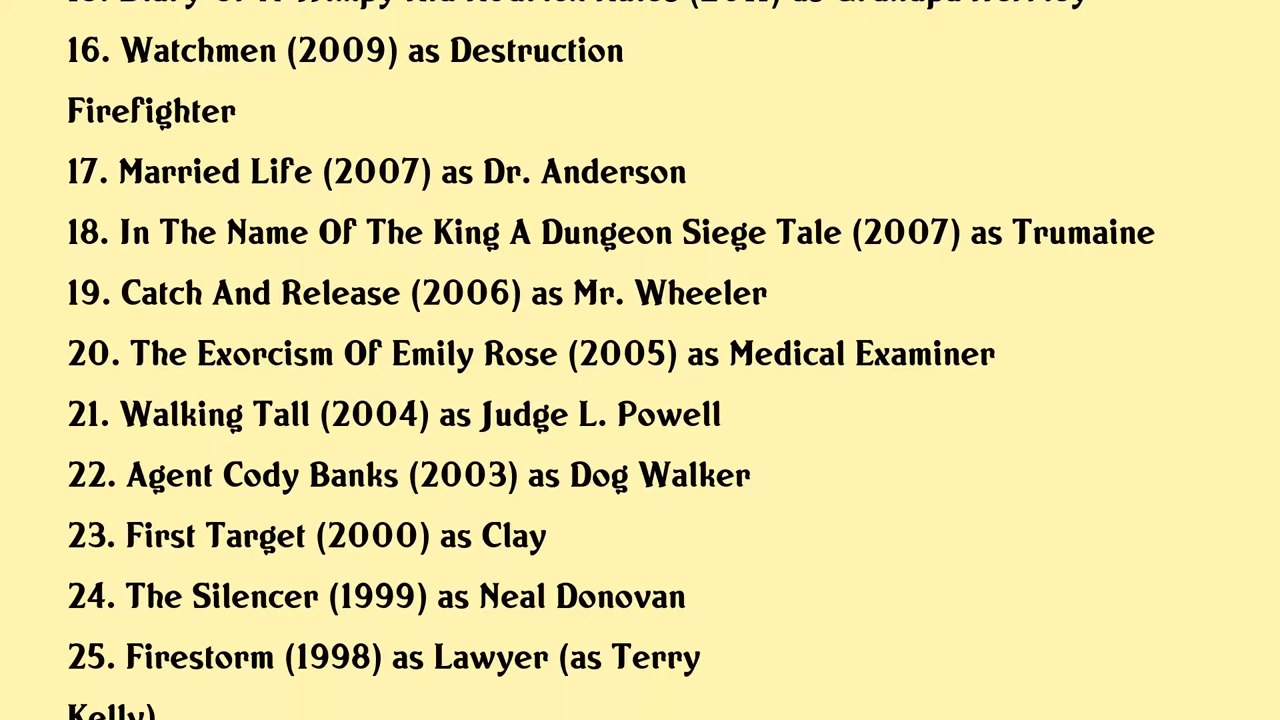 16. Watchmen (2009) as Destruction
Firefighter
17. Married Life (2007) as Dr. Anderson
18. In The Name Of The King A Dungeon Siege Tale (2007) as Trumaine
19. Catch And Release (2006) as Mr. Wheeler
20. The Exorcism Of Emily Rose (2005) as Medical Examiner
21. Walking Tall (2004) as Judge L. Powell
22. Agent Cody Banks (2003) as Dog Walker
23. First Target (2000) as Clay
24. The Silencer (1999) as Neal Donovan
25. Firestorm (1998) as Lawyer (as Terry
Kelly)